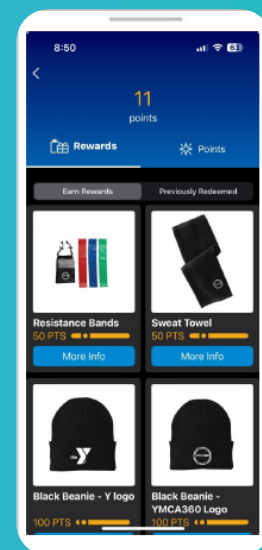 8:50
63
11
points
Rewards
Points
Earn Rewards
Previously Redeemed
Resistance Bands
50 PTS
More Info
Sweat Towel
50 PTS
More Info
the Y
Black Beanie - Y logo
100 PTS
Black Beanie -
YMCA360 Logo
100 PTS